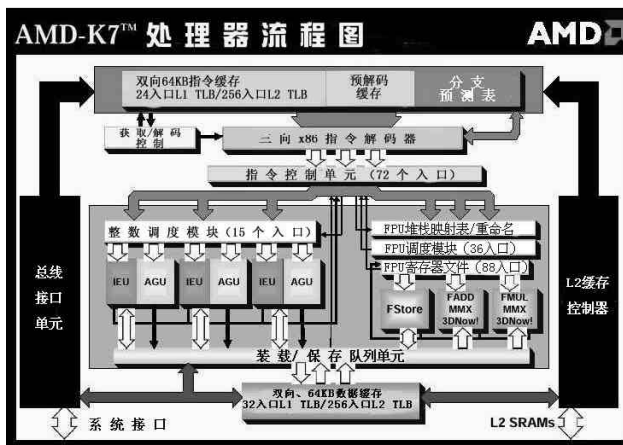 AMD-K7™ 处理器流程图
AMD
双向64KB指令缓存
24入口L1 TLB/256入口L2 TLB
预解码
缓存
分支
预测表
获取/解码
控制
三向x86指令解码器
指令控制单元(72个入口)
整数调度模块(15个入口)
FPU堆栈映射表/重命名
FPU调度模块(36入口)
FPU寄存器文件(88入口)
IEU
AGU
IEU
AGU
IEU
AGU
FStore
FADD
MMX
3DNow!
FMUL
MMX
3DNow!
总线
接口
单元
L2缓存
控制器
装载/保存队列单元
双向、64KB数据缓存
32入口L1 TLB/256入口L2 TLB
系统接口
L2 SRAMs